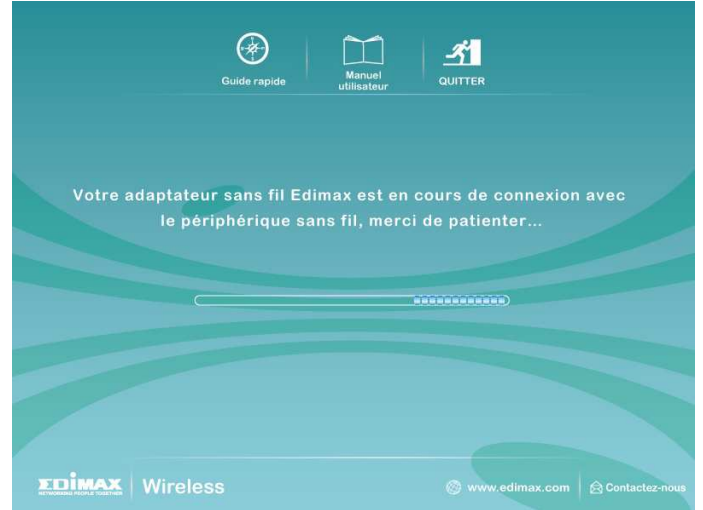 Guide rapide
Manuel
utilisateur
QUITTER
Votre adaptateur sans fil Edimax est en cours de connexion avec
le périphérique sans fil, merci de patienter...
EDIMAX
NETWORKING PEOPLE TOGETHER
Wireless
www.edimax.com
Contactez-nous